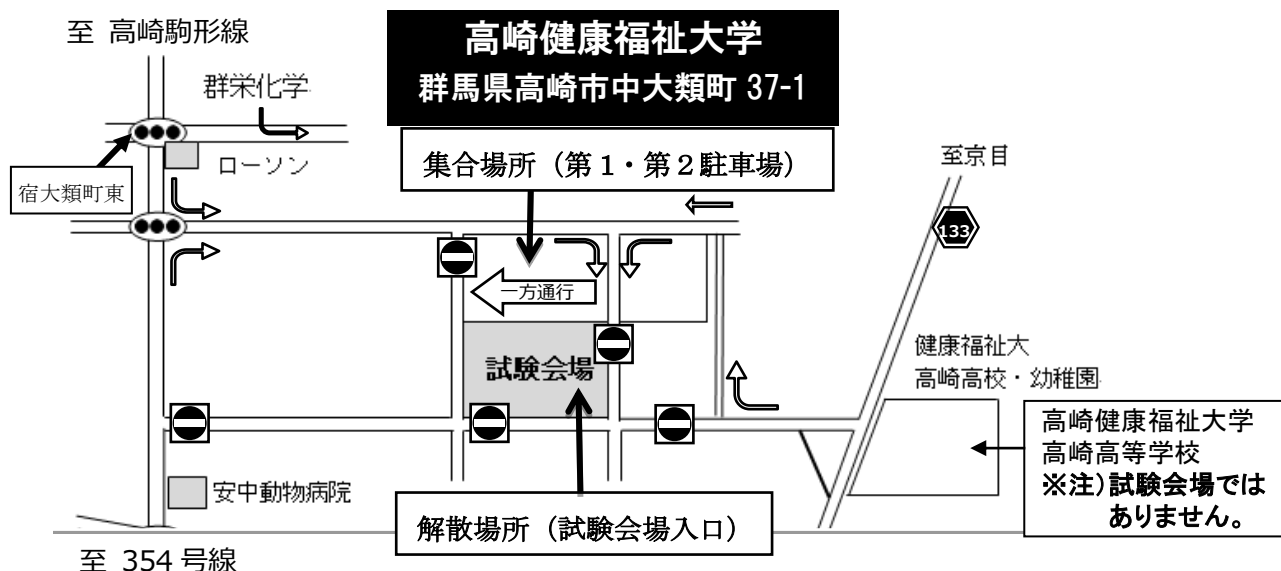 至 高崎駒形線
高崎健康福祉大学
群馬県高崎市中大類町 37-1
群栄化学
集合場所（第１・第２駐車場）
ローソン
宿大類町東
至京目
133
一方通行
試験会場
健康福祉大
高崎高校・幼稚園
高崎健康福祉大学
高崎高等学校
※注）試験会場では
ありません。
安中動物病院
解散場所（試験会場入口）
至 354 号線